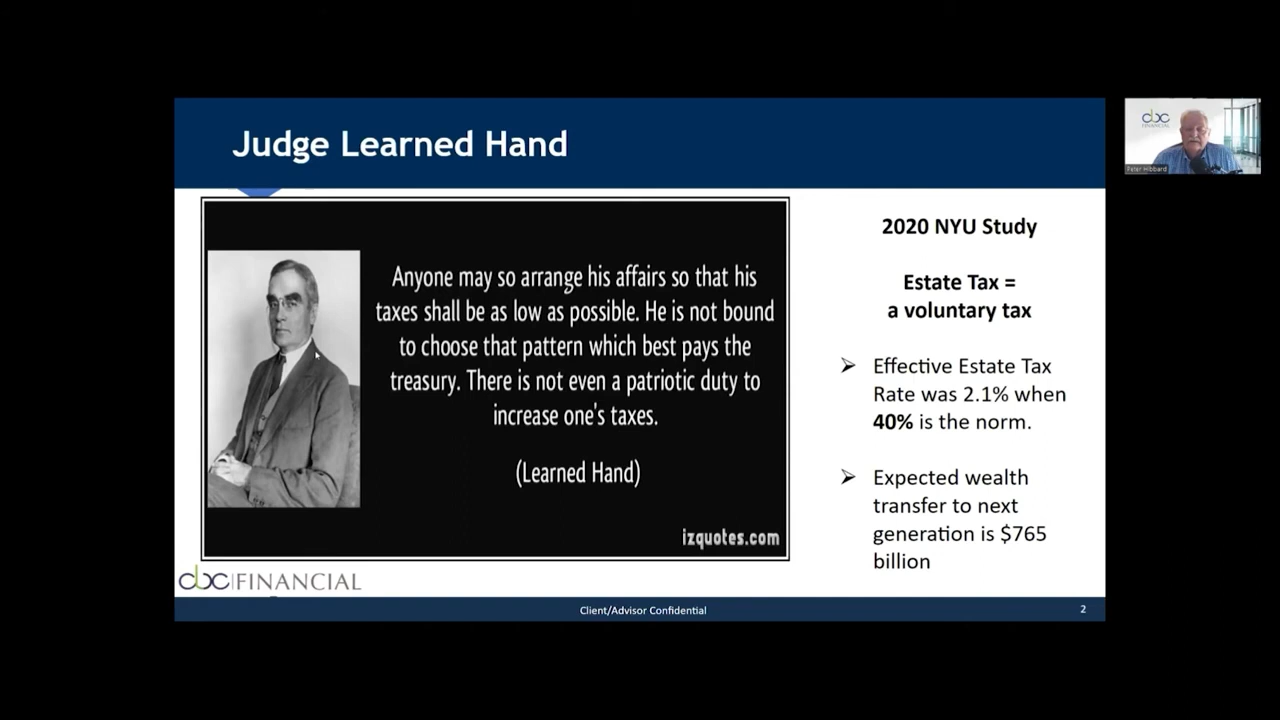 Judge Learned Hand
Anyone may so arrange his affairs so that his
taxes shall be as low as possible. He is not bound
to choose that pattern which best pays the
treasury. There is not even a patriotic duty to
increase one's taxes.
(Learned Hand)
izquotes.com
2020 NYU Study
Estate Tax =
a voluntary tax
Effective Estate Tax
Rate was 2.1% when
40% is the norm.
Expected wealth
transfer to next
generation is $765
billion
cbc FINANCIAL
Client/Advisor Confidential
2
cbc
FINANCIAL
Peter Hibbard